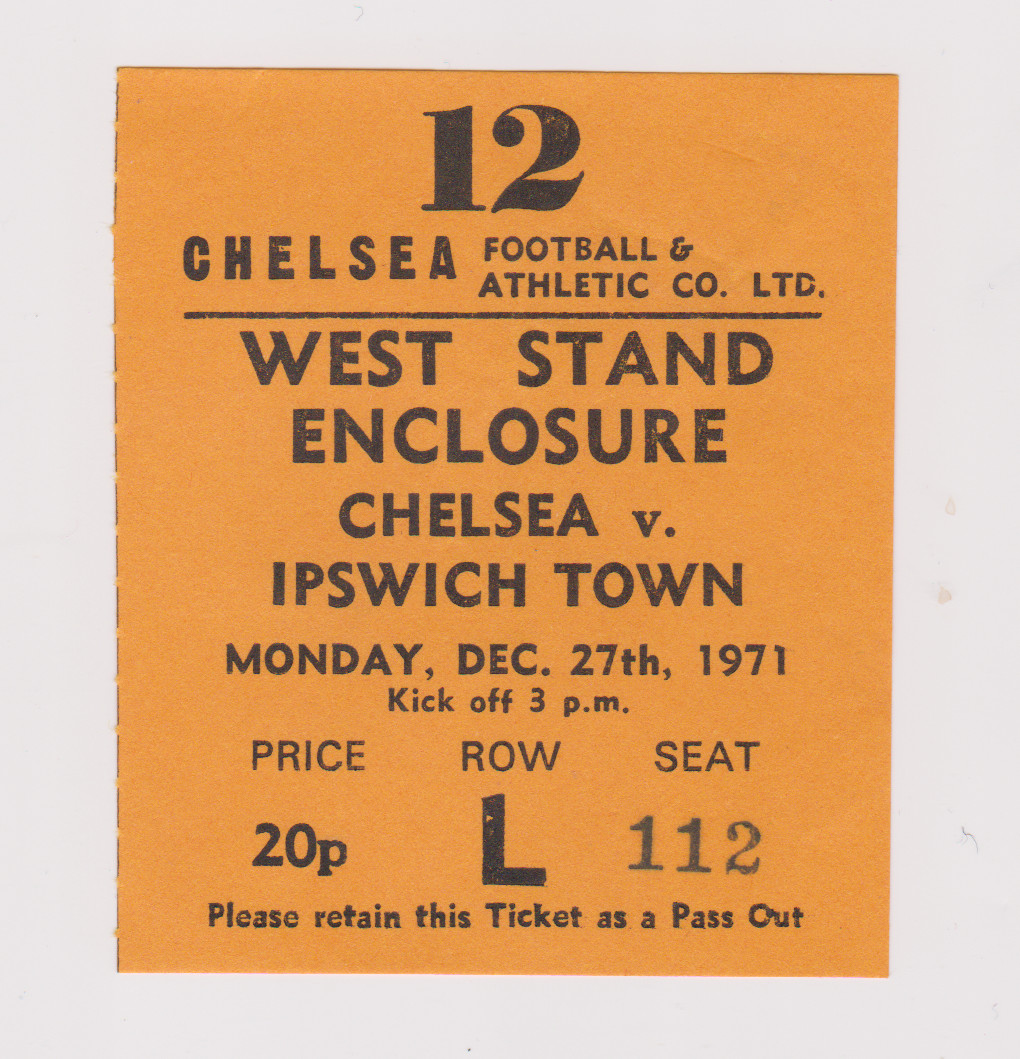 12
CHELSEA FOOTBALL &
ATHLETIC CO. LTD.
WEST STAND
ENCLOSURE
CHELSEA v.
IPSWICH TOWN
MONDAY, DEC. 27th, 1971
Kick off 3 p.m.
PRICE ROW SEAT
20p L 112
Please retain this Ticket as a Pass Out